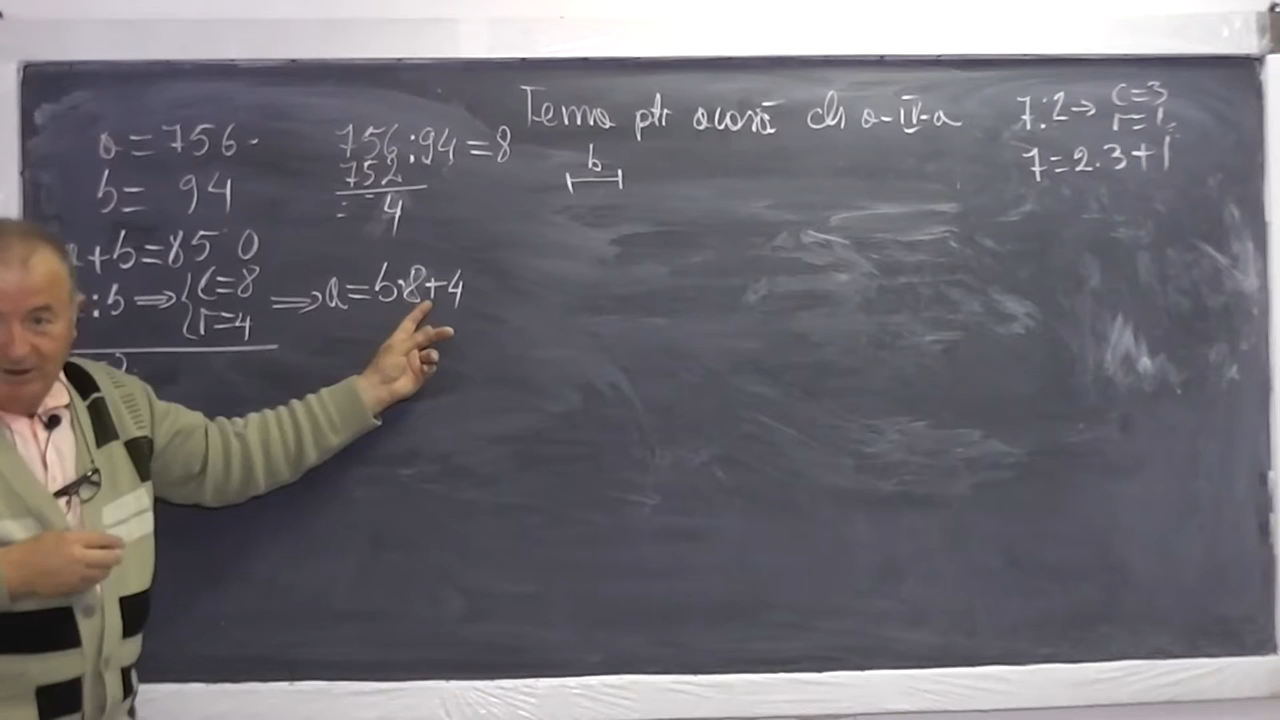 a=756
b= 94
a+b=850
:b ⇒ { c=8
r=4
⇒ a=b·8+4
756:94=8
752
= = 4
Tema ptr acasă cls a-IV-a
b
7:2→ c=3
r=1
7=2·3+1